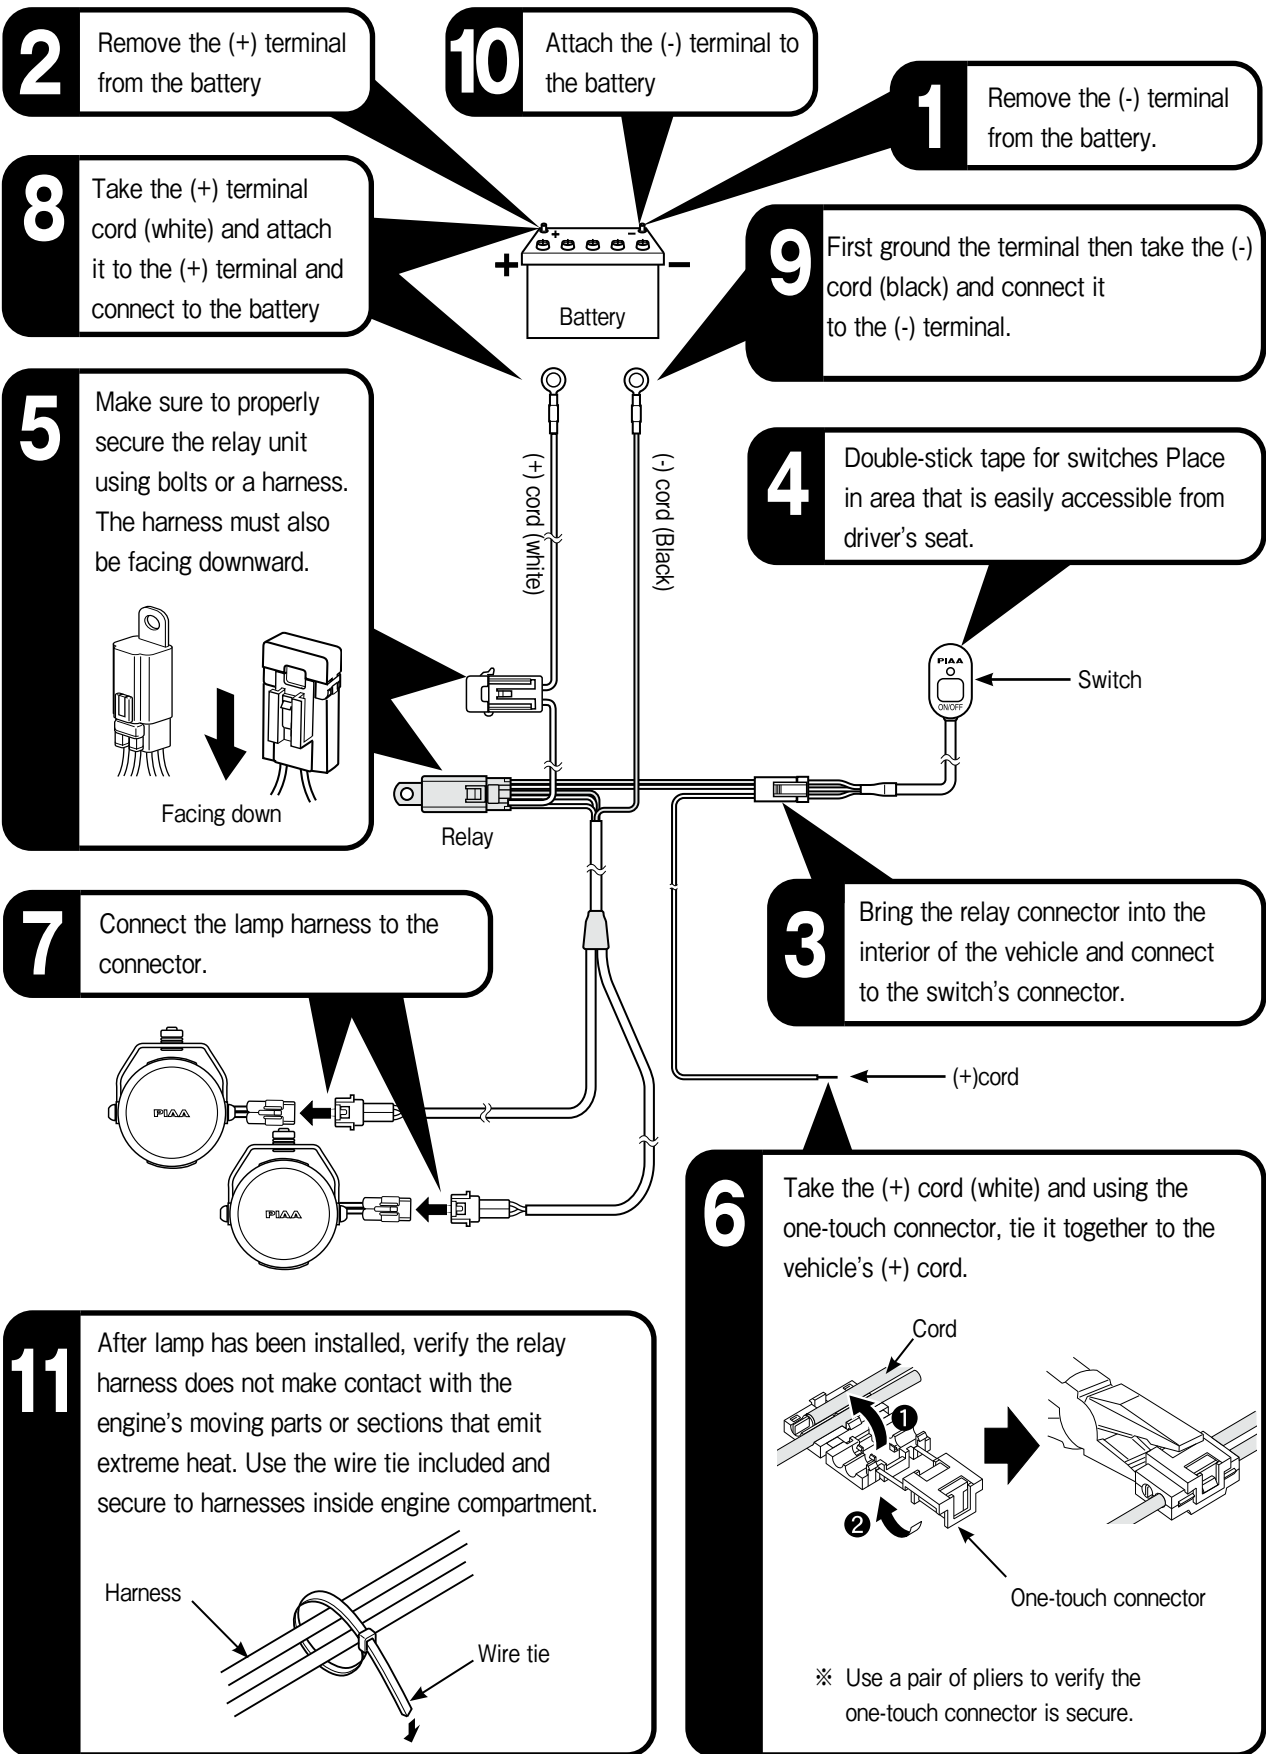 2
Remove the (+) terminal
from the battery
10
Attach the (-) terminal to
the battery
1
Remove the (-) terminal
from the battery.
8
Take the (+) terminal
cord (white) and attach
it to the (+) terminal and
connect to the battery
+ −
+ −
Battery
9
First ground the terminal then take the (-)
cord (black) and connect it
to the (-) terminal.
5
Make sure to properly
secure the relay unit
using bolts or a harness.
The harness must also
be facing downward.
Facing down
(+) cord (white)
(-) cord (Black)
4
Double-stick tape for switches Place
in area that is easily accessible from
driver's seat.
PIAA
ON/OFF
Switch
Relay
7
Connect the lamp harness to the
connector.
3
Bring the relay connector into the
interior of the vehicle and connect
to the switch's connector.
(+)cord
PIAA
PIAA
6
Take the (+) cord (white) and using the
one-touch connector, tie it together to the
vehicle's (+) cord.
Cord
❶
❷
One-touch connector
※ Use a pair of pliers to verify the
one-touch connector is secure.
11
After lamp has been installed, verify the relay
harness does not make contact with the
engine's moving parts or sections that emit
extreme heat. Use the wire tie included and
secure to harnesses inside engine compartment.
Harness
Wire tie